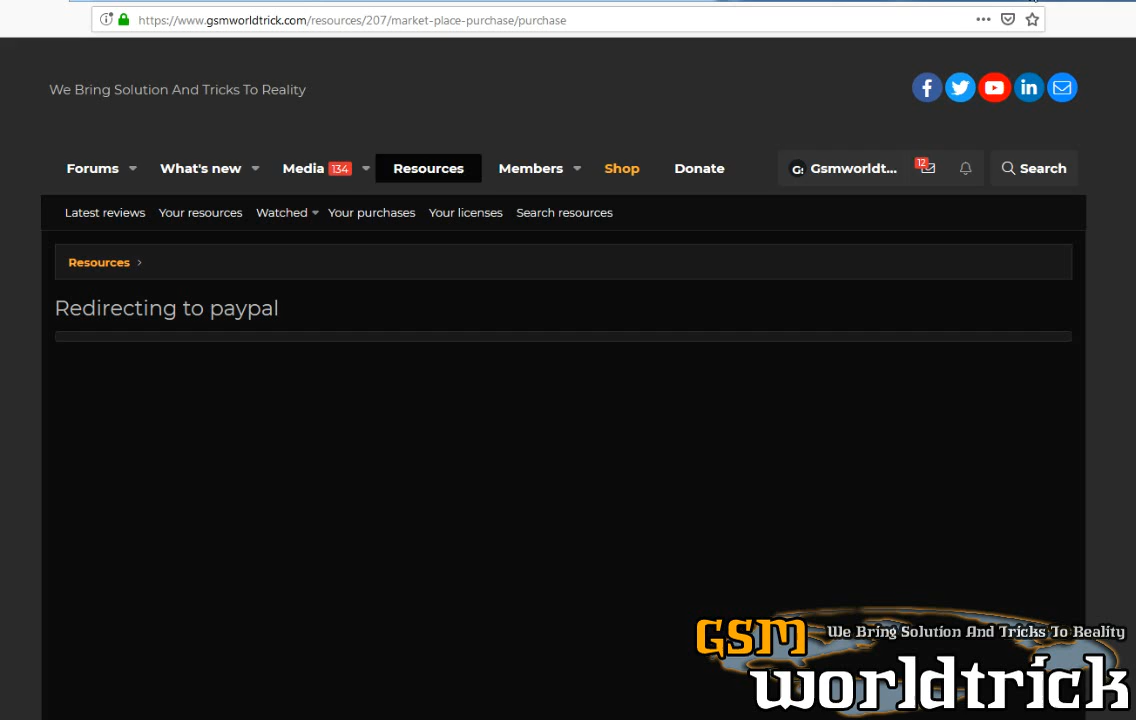 https://www.gsmworldtrick.com/resources/207/market-place-purchase/purchase
We Bring Solution And Tricks To Reality
Forums What's new Media 134 Resources Members Shop Donate Gsmworldt... 12 Search
Latest reviews Your resources Watched Your purchases Your licenses Search resources
Resources
Redirecting to paypal
GSM We Bring Solution And Tricks To Reality
worldtrick